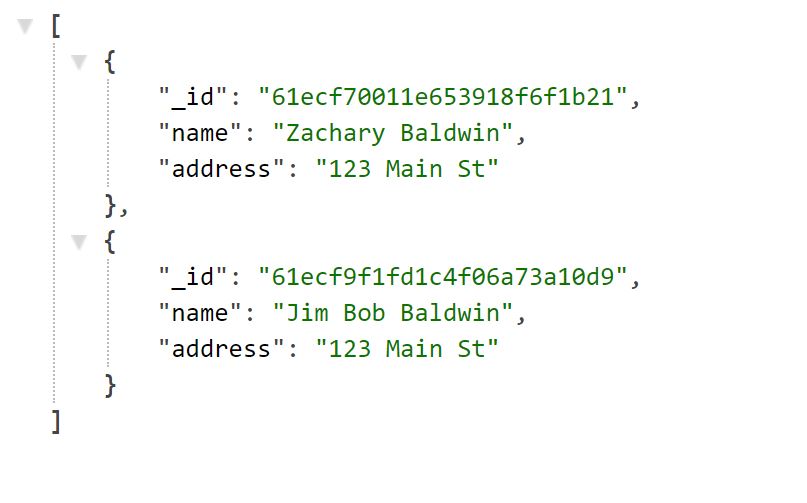 [
{
"_id": "61ecf70011e653918f6f1b21",
"name": "Zachary Baldwin",
"address": "123 Main St"
},
{
"_id": "61ecf9f1fd1c4f06a73a10d9",
"name": "Jim Bob Baldwin",
"address": "123 Main St"
}
]